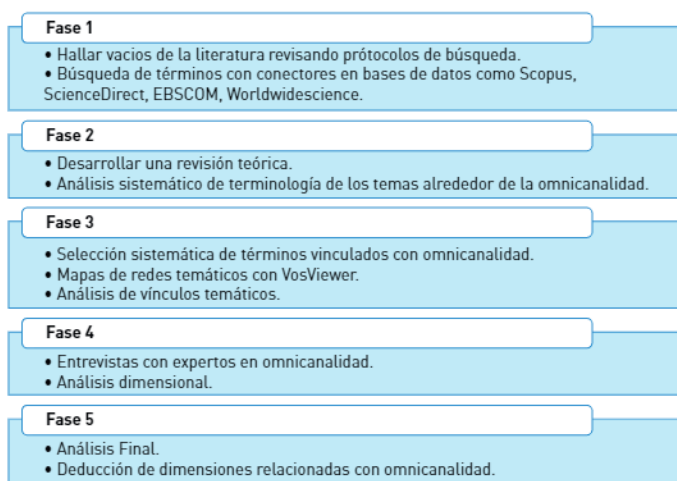 Fase 1
• Hallar vacios de la literatura revisando prótocolos de búsqueda.
• Búsqueda de términos con conectores en bases de datos como Scopus,
ScienceDirect, EBSCOM, Worldwidescience.
Fase 2
• Desarrollar una revisión teórica.
• Análisis sistemático de terminología de los temas alrededor de la omnicanalidad.
Fase 3
• Selección sistemática de términos vinculados con omnicanalidad.
• Mapas de redes temáticos con VosViewer.
• Análisis de vínculos temáticos.
Fase 4
• Entrevistas con expertos en omnicanalidad.
• Análisis dimensional.
Fase 5
• Análisis Final.
• Deducción de dimensiones relacionadas con omnicanalidad.